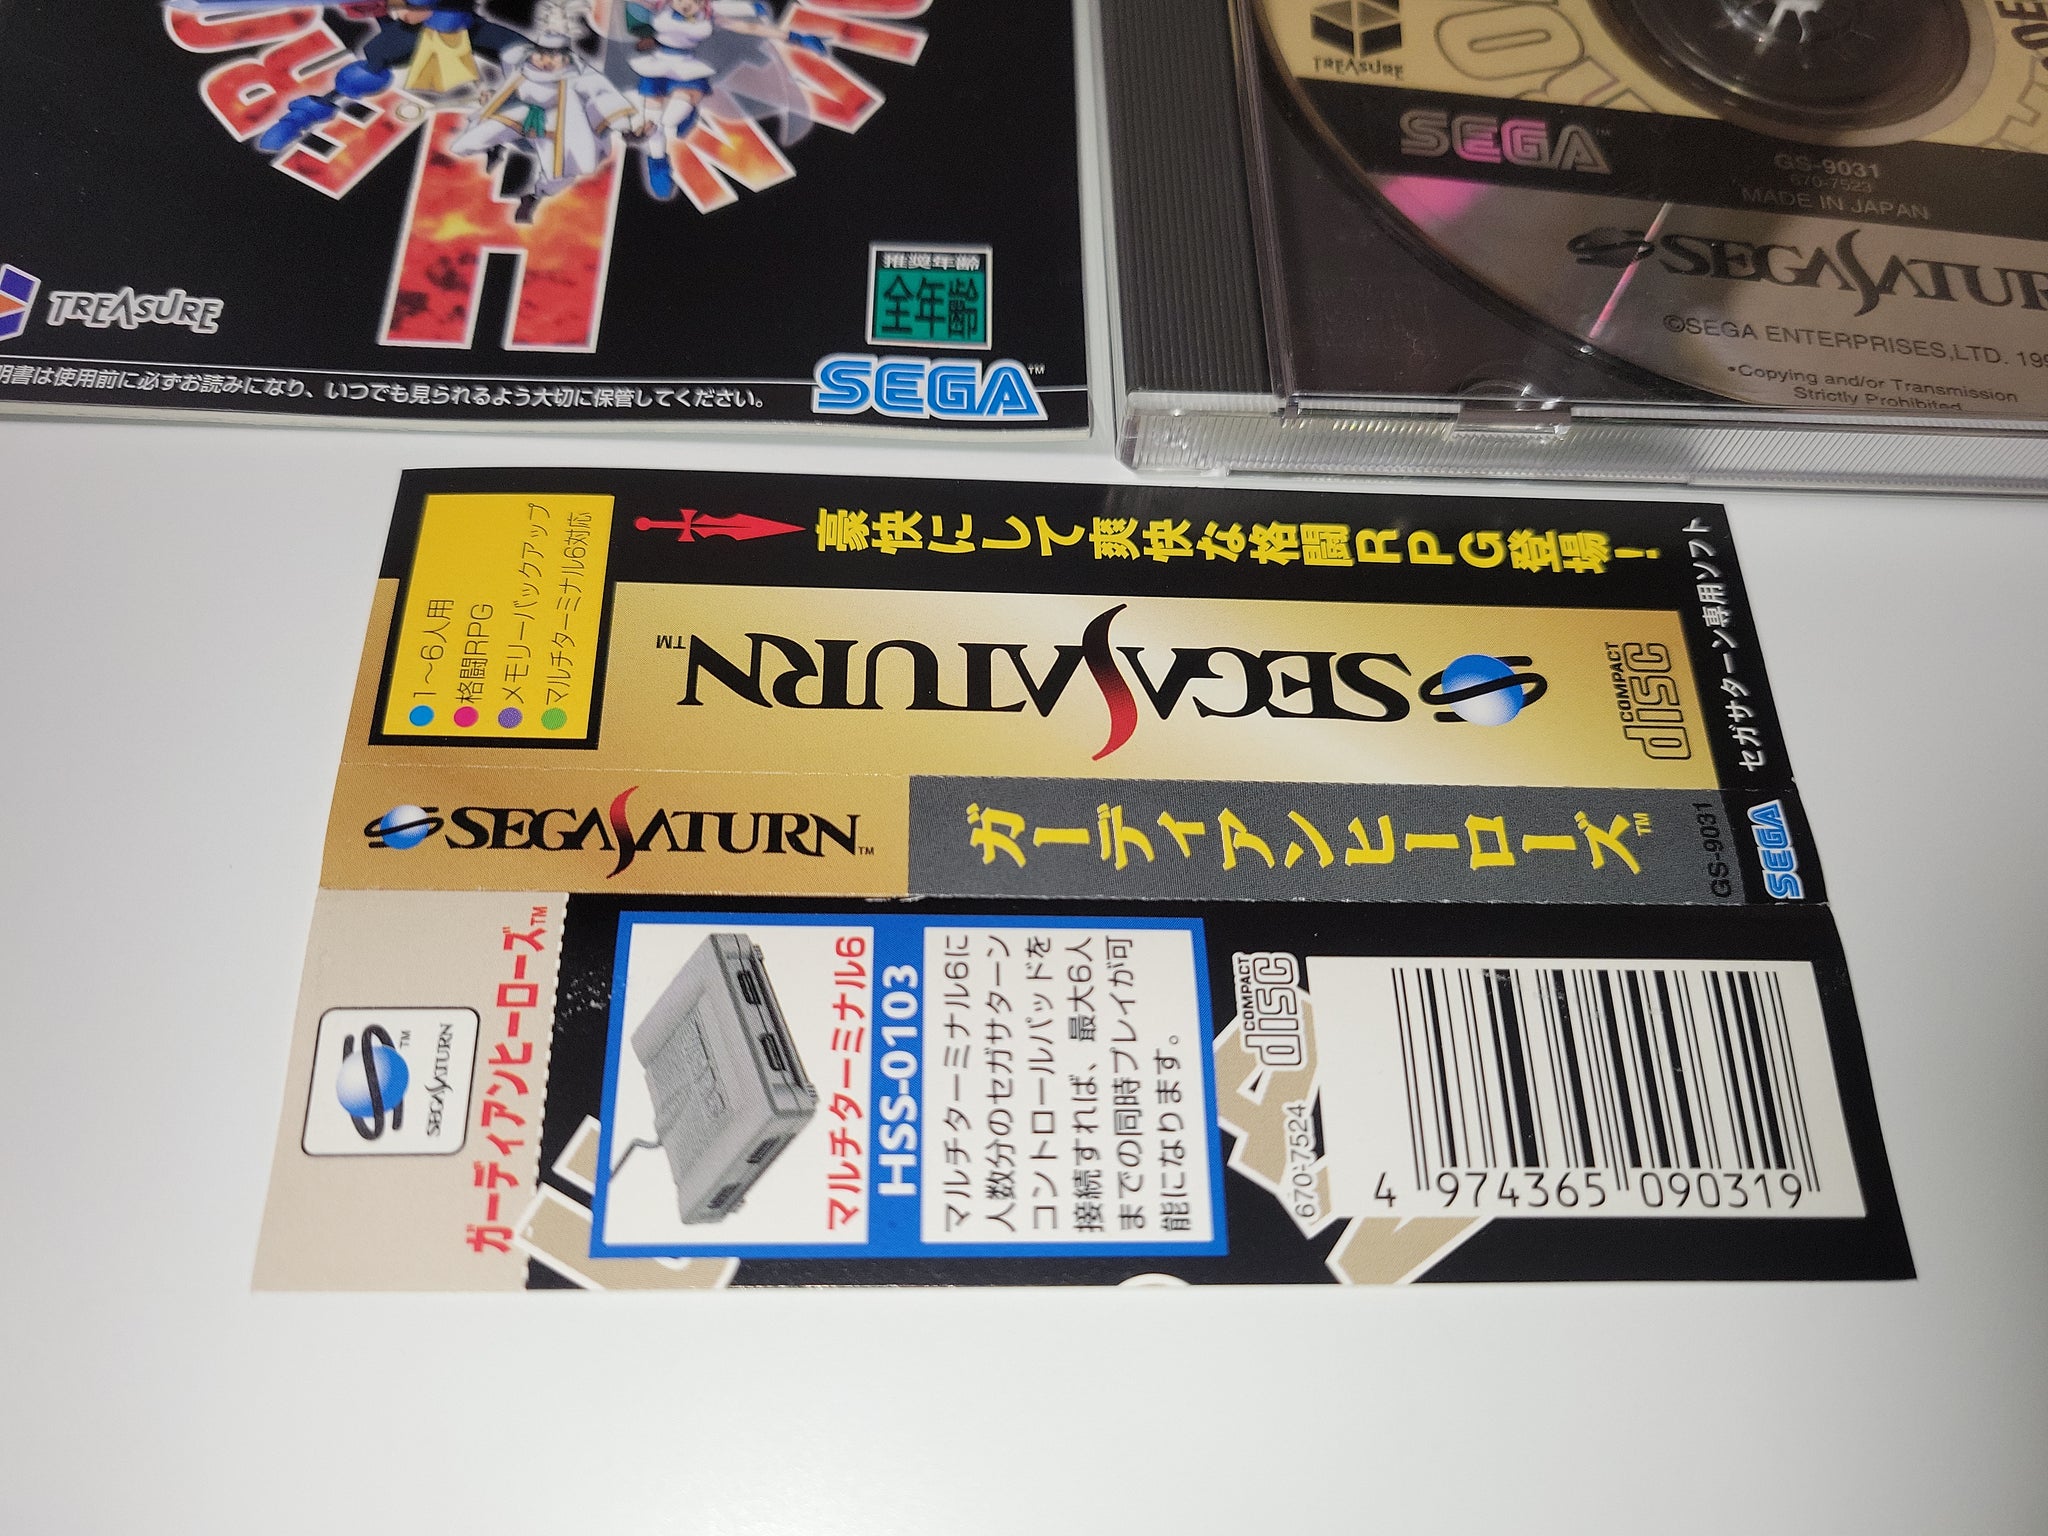 TREASURE
推奨年齢
全年齢
明書は使用前に必ずお読みになり、いつでも見られるよう大切に保管してください。
SEGA™
TREASURE
SEGA™
GS-9031
670-7523
MADE IN JAPAN
SEGA SATURN
©SEGA ENTERPRISES,LTD. 199
•Copying and/or Transmission
Strictly Prohibited
豪快にして爽快な格闘RPG登場!
セガサターン専用ソフト
●1~6人用
●格闘RPG
●メモリーバックアップ
●マルチターミナル6対応
SEGA SATURN™
COMPACT
disc
SEGA SATURN™
ガーディアンヒーローズ™
GS-9031
SEGA
ガーディアンヒーローズ™
SEGA SATURN
™
マルチターミナル6
HSS-0103
マルチターミナル6に
人数分のセガサターン
コントロールパッドを
接続すれば、最大6人
までの同時プレイが可
能になります。
COMPACT
disc
670-7524
4 974365 090319